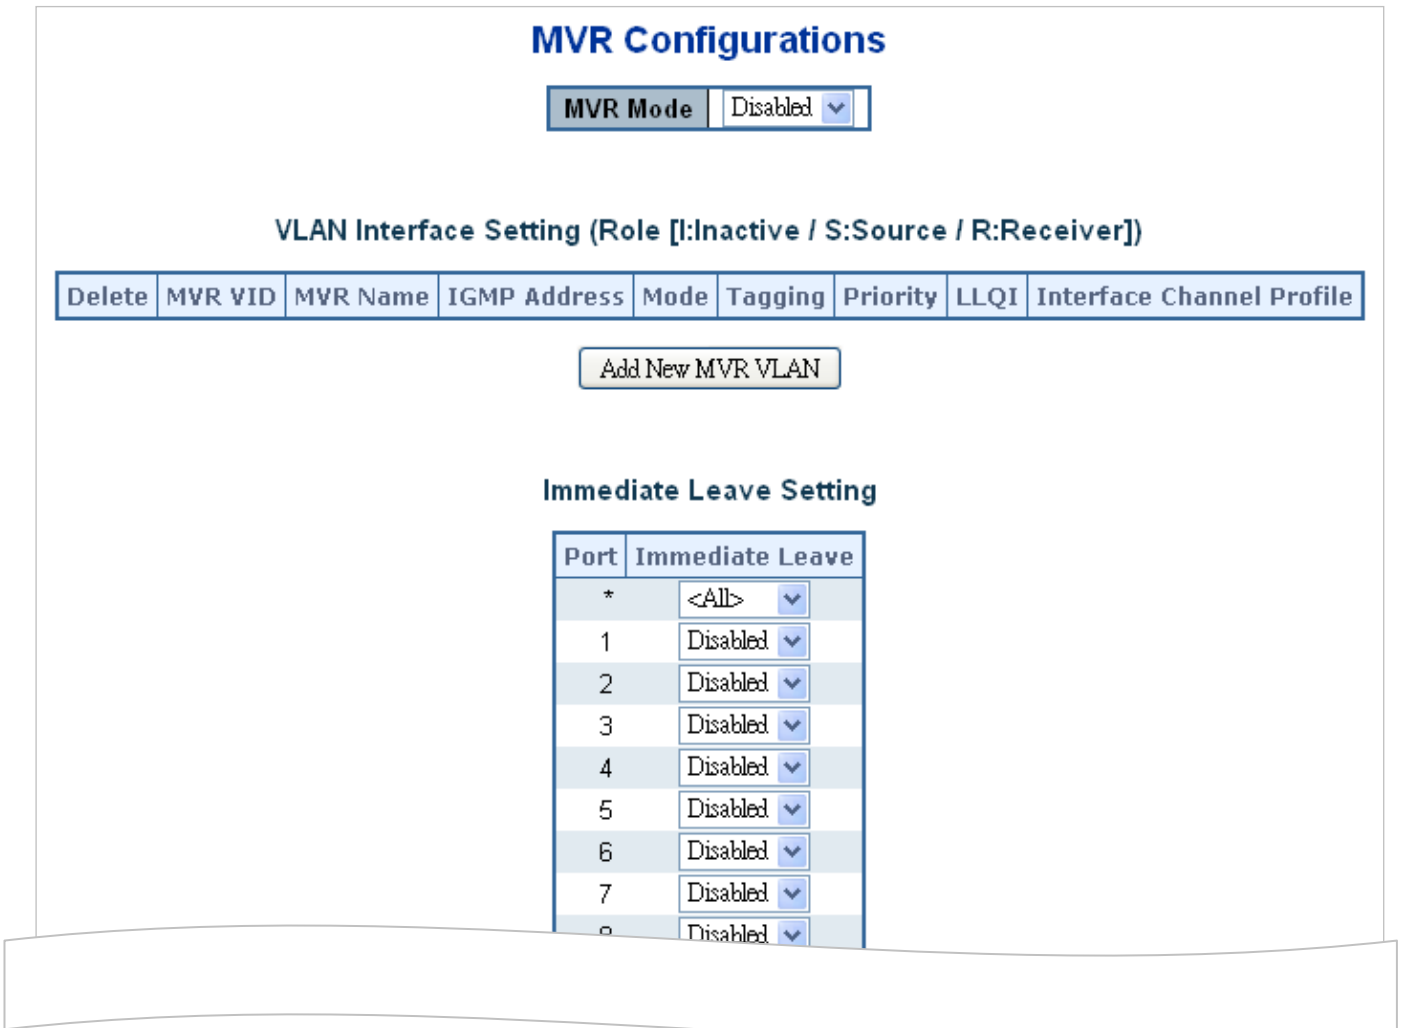 MVR Configurations
MVR Mode Disabled
VLAN Interface Setting (Role [I:Inactive / S:Source / R:Receiver])
Delete MVR VID MVR Name IGMP Address Mode Tagging Priority LLQI Interface Channel Profile
Add New MVR VLAN
Immediate Leave Setting
Port Immediate Leave
* <All>
1 Disabled
2 Disabled
3 Disabled
4 Disabled
5 Disabled
6 Disabled
7 Disabled
Disabled